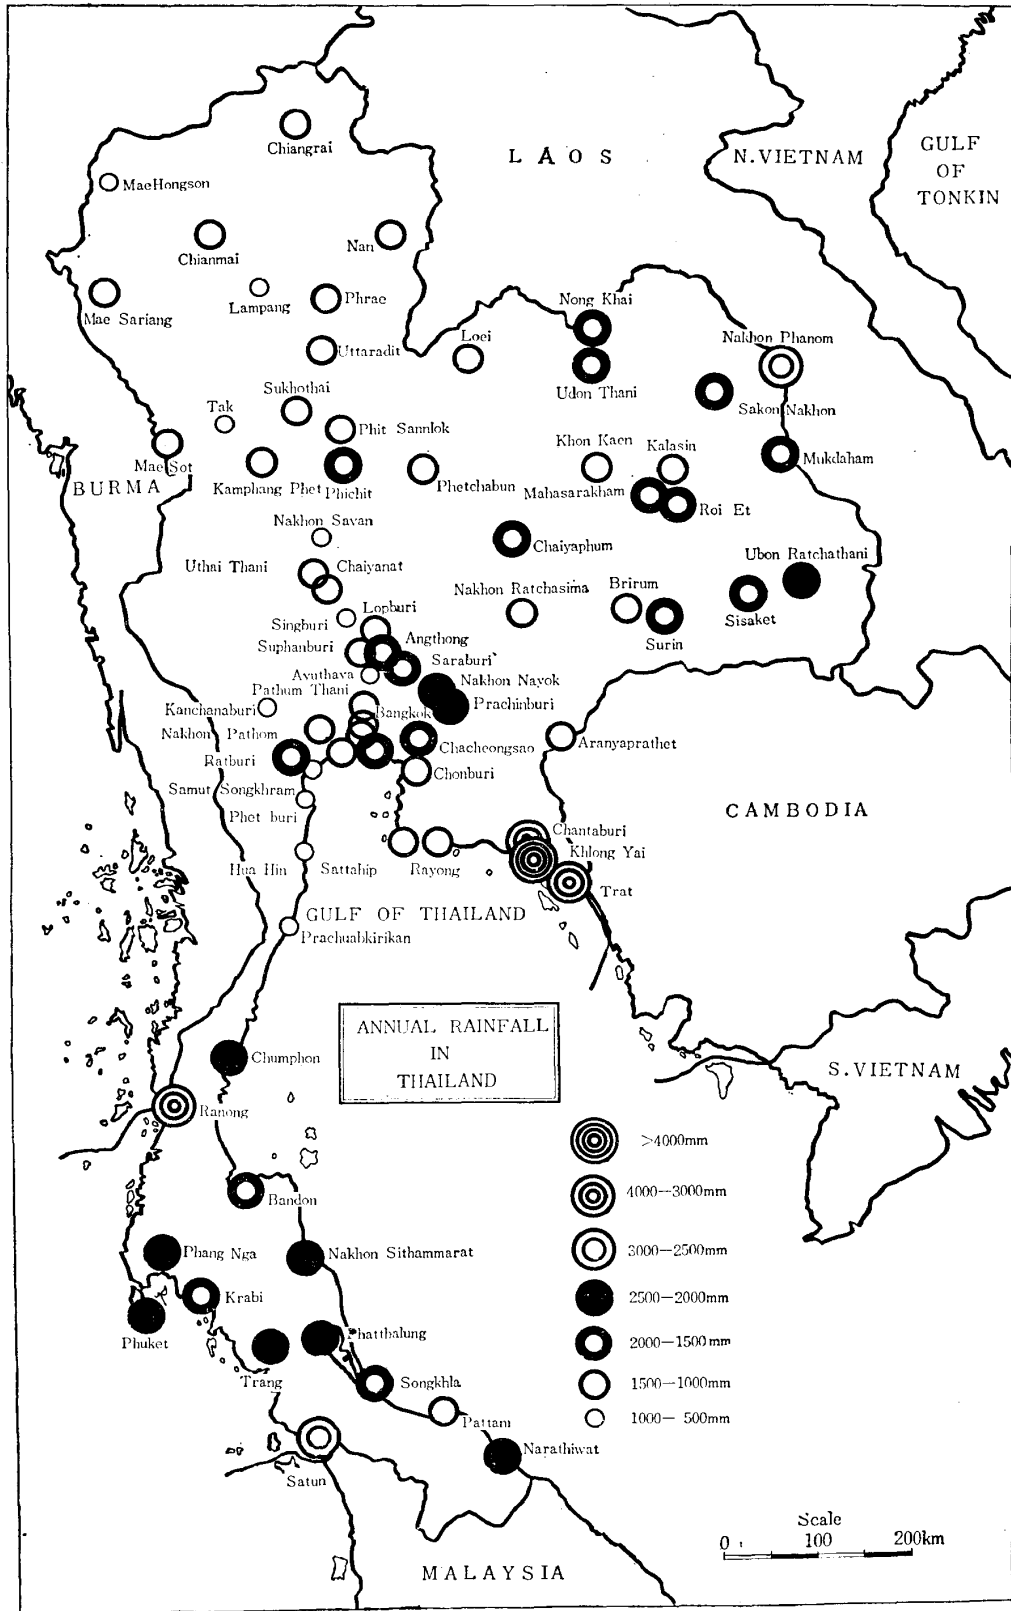 GULF
OF
TONKIN
LAOS
N.VIETNAM
Chiangrai
MaeHongson
Chianmai
Nan
Lampang
Phrae
Mae Sariang
Nong Khai
Loei
Uttaradit
Nakhon Phanom
Udon Thani
Sukhothai
Sakon Nakhon
Tak
Phit Sannlok
Khon Kaen
Kalasin
Mae Sot
Mukdaham
BURMA
Kamphang Phet
Phichit
Phetchabun
Mahasarakham
Roi Et
Nakhon Savan
Chaiyaphum
Ubon Ratchathani
Uthai Thani
Chaiyanat
Nakhon Ratchasima
Brirum
Singburi
Lopburi
Surin
Sisaket
Suphanburi
Angthong
Saraburi
Ayuthaya
Nakhon Nayok
Pathum Thani
Prachinburi
Kanchanaburi
Bangkok
Nakhon Pathom
Chacheongsao
Aranyaprathet
Ratburi
Chonburi
Samut Songkhram
Phet buri
CAMBODIA
Chantaburi
Khlong Yai
Hua Hin
Sattahip
Rayong
Trat
GULF OF THAILAND
Prachuabkirikan
ANNUAL RAINFALL
IN
THAILAND
Chumphon
S.VIETNAM
Ranong
>4000mm
4000-3000mm
Bandon
3000-2500mm
Phang Nga
Nakhon Sithammarat
2500-2000mm
Krabi
Phuket
Phatthalung
2000-1500mm
Trang
Songkhla
1500-1000mm
Pattani
1000-500mm
Narathiwat
Satun
Scale
0 100 200km
MALAYSIA